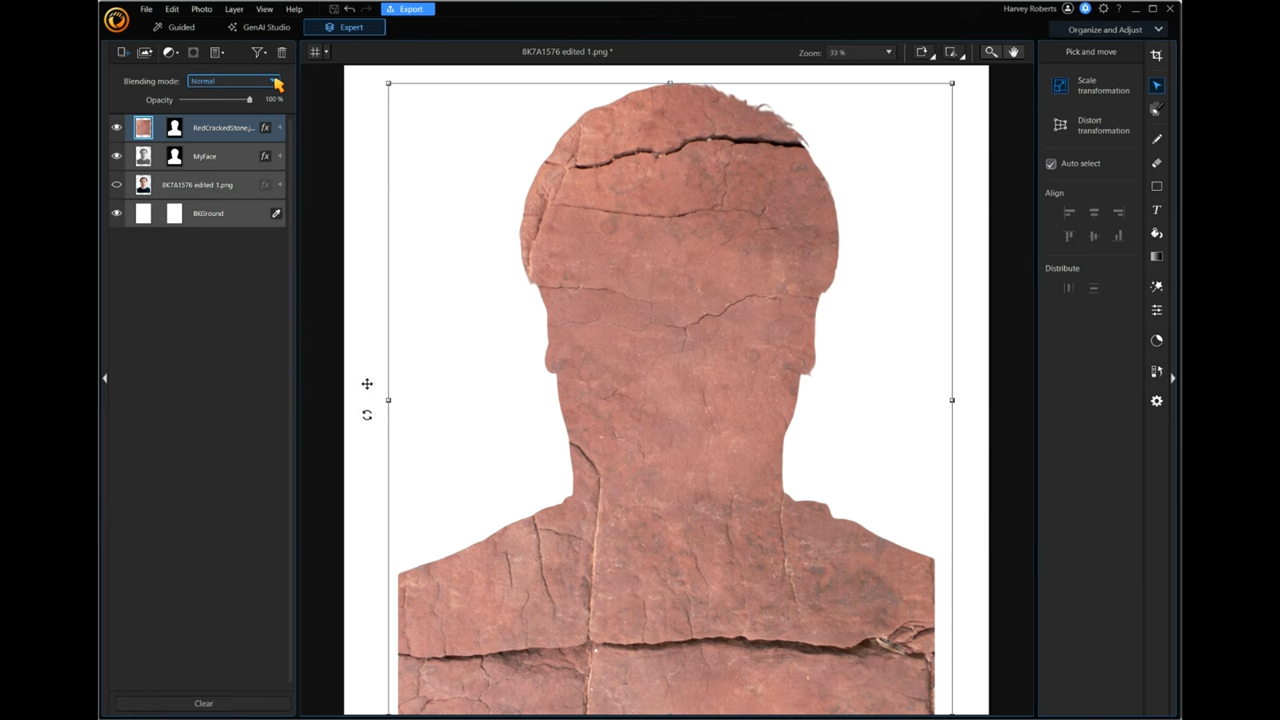 File Edit Photo Layer View Help Export Harvey Roberts ?
Guided GenAI Studio Expert Organize and Adjust
8K7A1576 edited 1.png * Zoom: 33 % Pick and move
Blending mode: Normal
Opacity 100 %
Scale
transformation
Distort
transformation
RedCrackedStone.j...
fx
MyFace
fx
8K7A1576 edited 1.png
fx
BKGround
Auto select
Align
Distribute
T
Clear